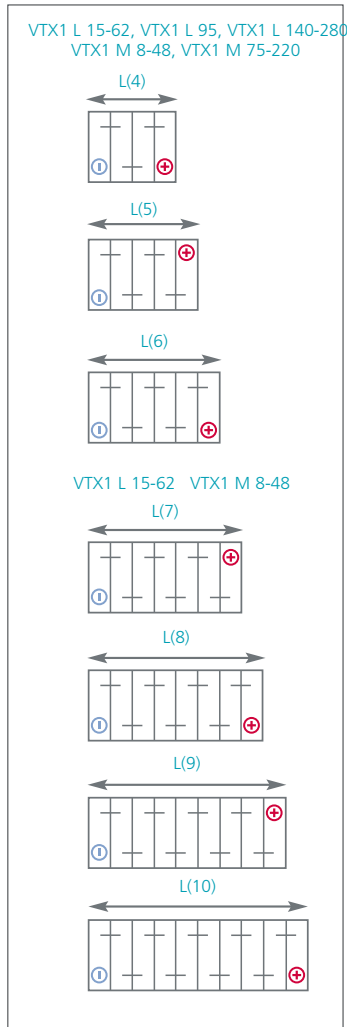 VTX1 L 15-62, VTX1 L 95, VTX1 L 140-280
VTX1 M 8-48, VTX1 M 75-220
L(4)
L(5)
L(6)
VTX1 L 15-62 VTX1 M 8-48
L(7)
L(8)
L(9)
L(10)